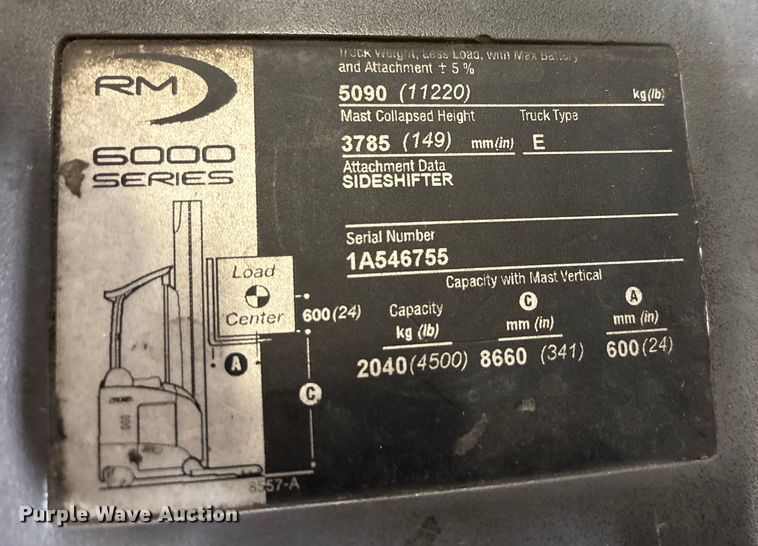 RM
6000
SERIES
Truck Weight, Less Load, with Max Battery
and Attachment ± 5 %
5090 (11220) kg(lb)
Mast Collapsed Height Truck Type
3785 (149) mm(in) E
Attachment Data
SIDESHIFTER
Serial Number
1A546755
Capacity with Mast Vertical
Capacity C A
kg (lb) mm (in) mm (in)
2040(4500) 8660 (341) 600(24)
Load
Center
600(24)
A
C
CROWN
8557-A
Purple Wave Auction